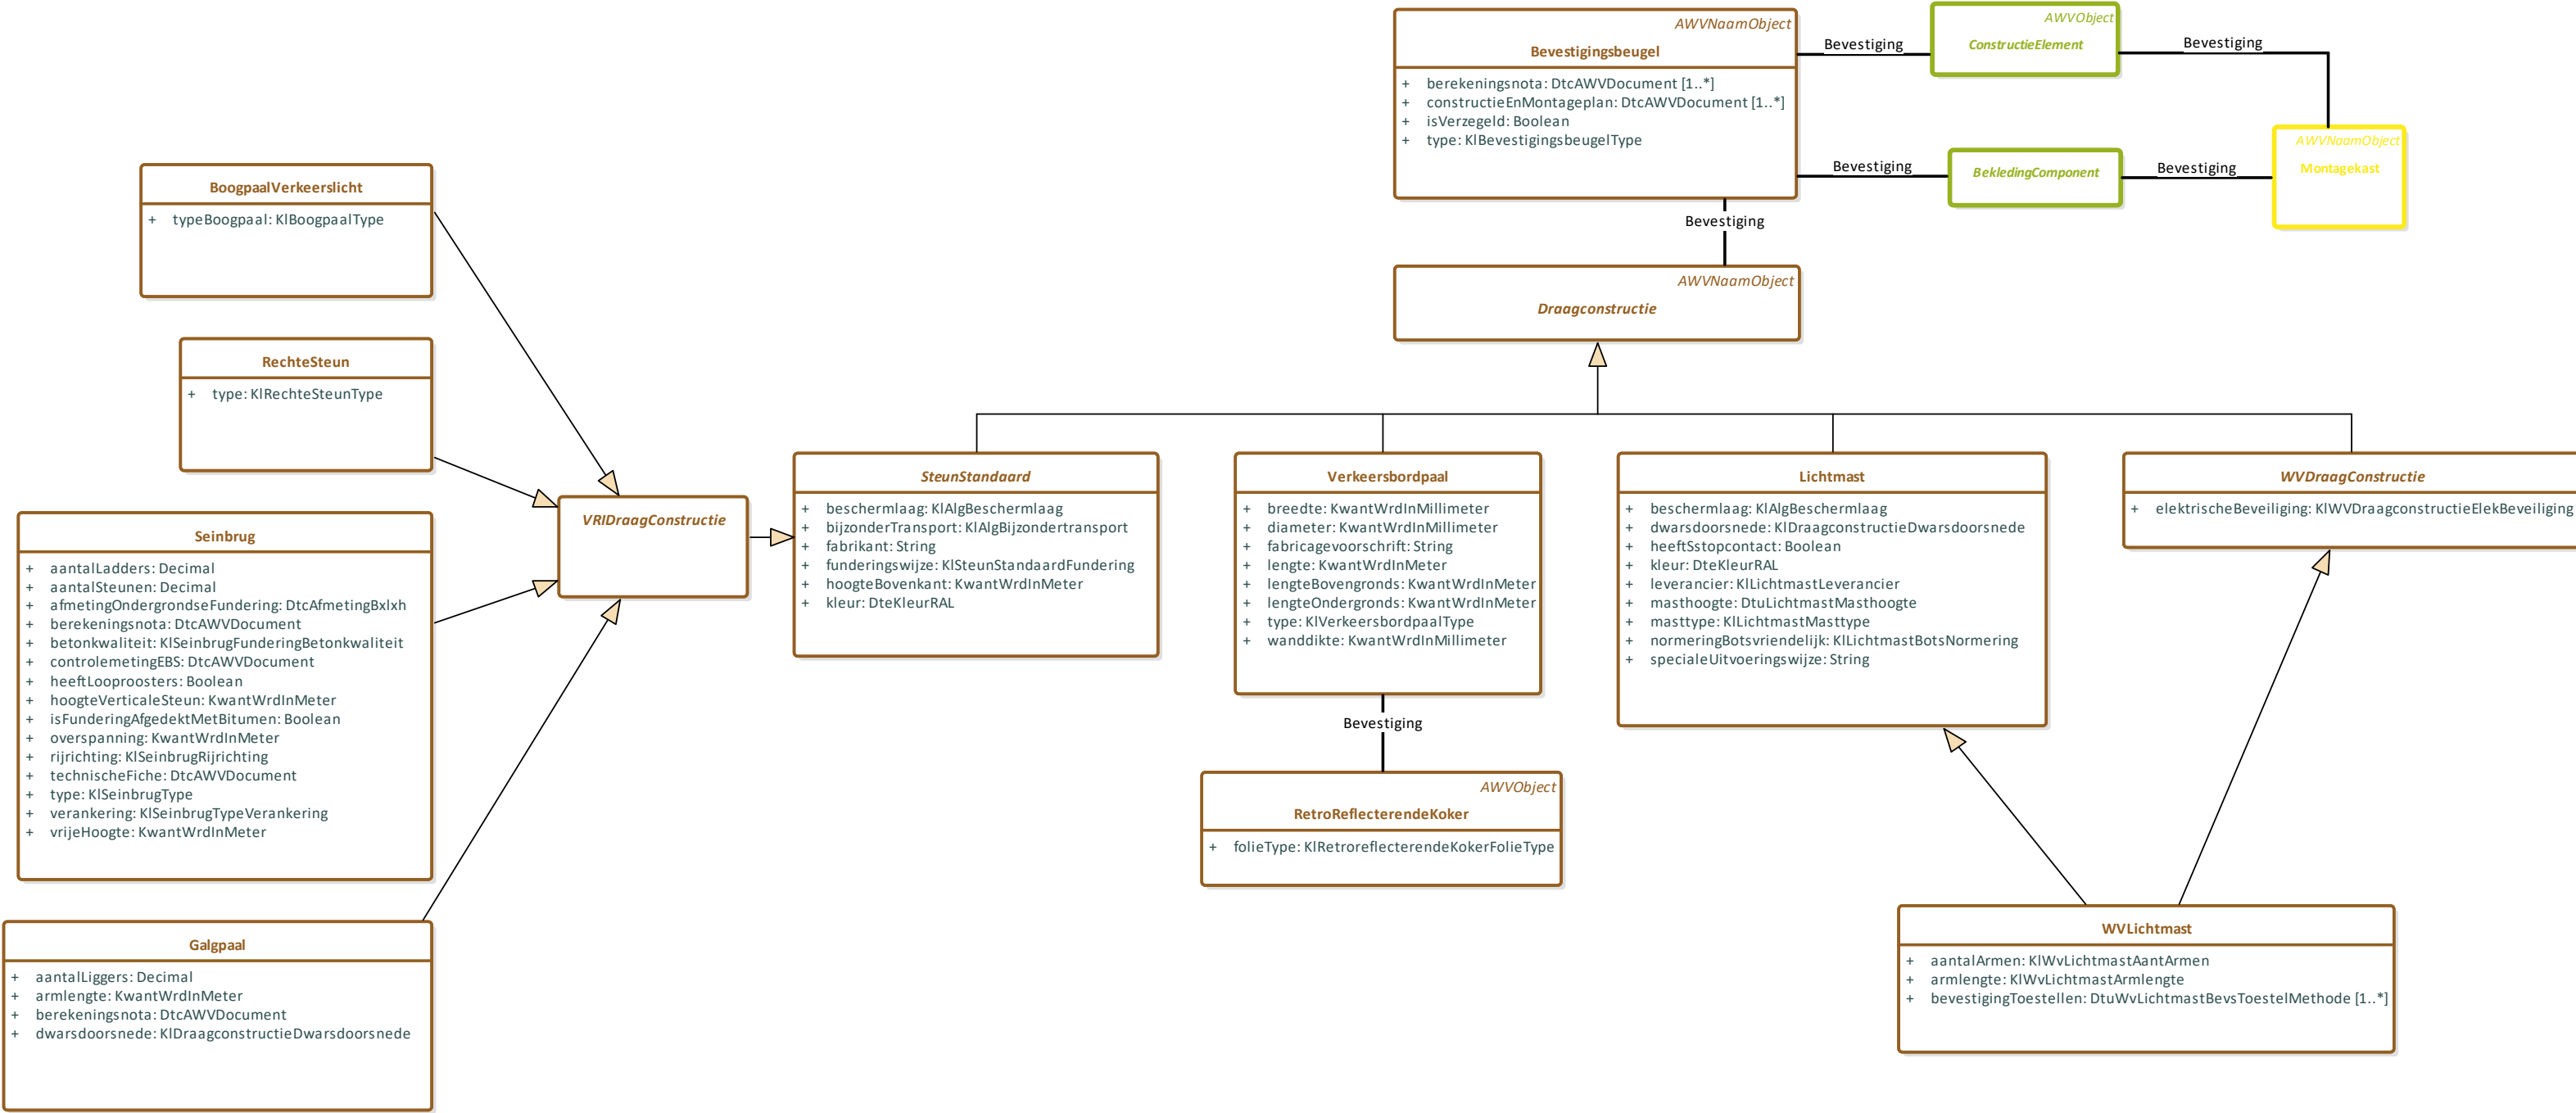 AWVNaamObject
Bevestigingsbeugel
+ berekeningsnota: DtcAWVDocument [1..*]
+ constructieEnMontageplan: DtcAWVDocument [1..*]
+ isVerzegeld: Boolean
+ type: KlBevestigingsbeugelType
Bevestiging
AWVObject
ConstructieElement
Bevestiging
Bevestiging
BekledingComponent
Bevestiging
AWVNaamObject
Montagekast
Bevestiging
AWVNaamObject
Draagconstructie
BoogpaalVerkeerslicht
+ typeBoogpaal: KlBoogpaalType
RechteSteun
+ type: KlRechteSteunType
Seinbrug
+ aantalLadders: Decimal
+ aantalSteunen: Decimal
+ afmetingOndergrondseFundering: DtcAfmetingBxlxh
+ berekeningsnota: DtcAWVDocument
+ betonkwaliteit: KlSeinbrugFunderingBetonkwaliteit
+ controlemetingEBS: DtcAWVDocument
+ heeftLooproosters: Boolean
+ hoogteVerticaleSteun: KwantWrdInMeter
+ isFunderingAfgedektMetBitumen: Boolean
+ overspanning: KwantWrdInMeter
+ rijrichting: KlSeinbrugRijrichting
+ technischeFiche: DtcAWVDocument
+ type: KlSeinbrugType
+ verankering: KlSeinbrugTypeVerankering
+ vrijeHoogte: KwantWrdInMeter
Galgpaal
+ aantalLiggers: Decimal
+ armlengte: KwantWrdInMeter
+ berekeningsnota: DtcAWVDocument
+ dwarsdoorsnede: KlDraagconstructieDwarsdoorsnede
VRIDraagConstructie
SteunStandaard
+ beschermlaag: KlAlgBeschermlaag
+ bijzonderTransport: KlAlgBijzondertransport
+ fabrikant: String
+ funderingswijze: KlSteunStandaardFundering
+ hoogteBovenkant: KwantWrdInMeter
+ kleur: DteKleurRAL
Verkeersbordpaal
+ breedte: KwantWrdInMillimeter
+ diameter: KwantWrdInMillimeter
+ fabricagevoorschrift: String
+ lengte: KwantWrdInMeter
+ lengteBovengronds: KwantWrdInMeter
+ lengteOndergronds: KwantWrdInMeter
+ type: KlVerkeersbordpaalType
+ wanddikte: KwantWrdInMillimeter
Bevestiging
AWVObject
RetroReflecterendeKoker
+ folieType: KlRetroreflecterendeKokerFolieType
Lichtmast
+ beschermlaag: KlAlgBeschermlaag
+ dwarsdoorsnede: KlDraagconstructieDwarsdoorsnede
+ heeftSstopcontact: Boolean
+ kleur: DteKleurRAL
+ leverancier: KlLichtmastLeverancier
+ masthoogte: DtuLichtmastMasthoogte
+ masttype: KlLichtmastMasttype
+ normeringBotsvriendelijk: KlLichtmastBotsNormering
+ specialeUitvoeringswijze: String
WVDraagConstructie
+ elektrischeBeveiliging: KlWVDraagconstructieElekBeveiliging
WVLichtmast
+ aantalArmen: KlWvLichtmastAantArmen
+ armlengte: KlWvLichtmastArmlengte
+ bevestigingToestellen: DtuWvLichtmastBevsToestelMethode [1..*]